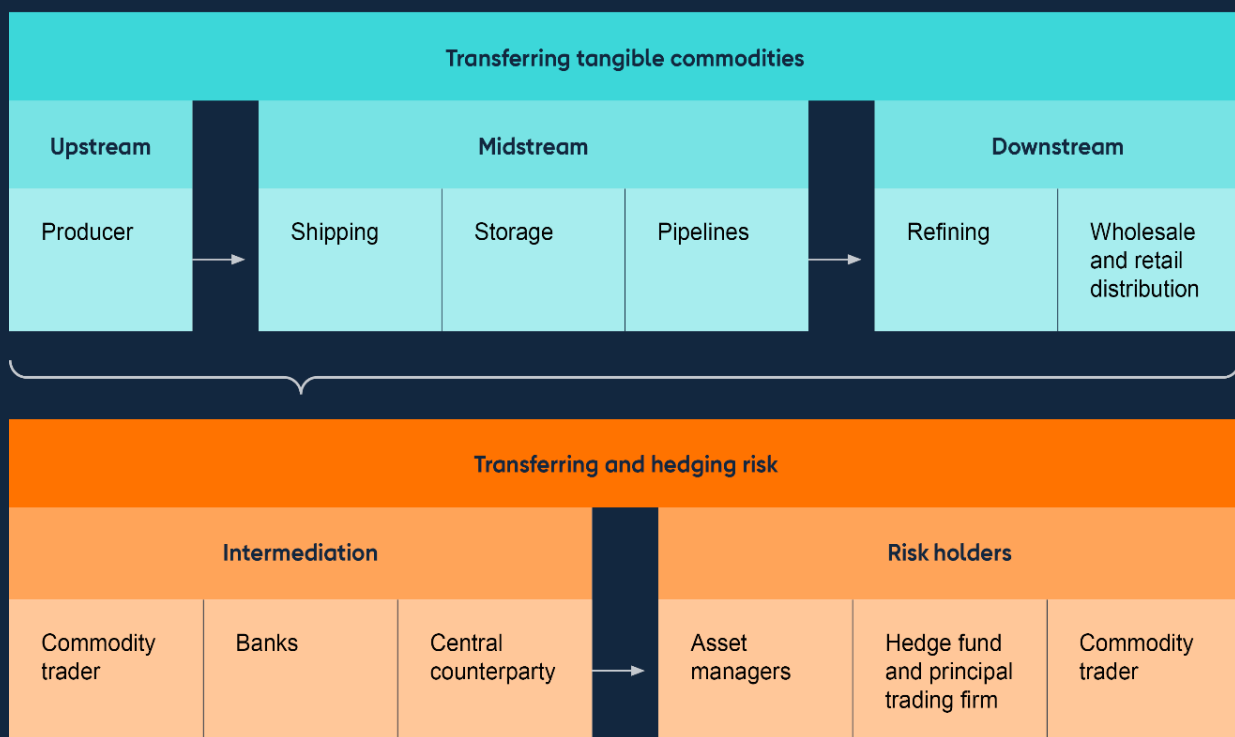 Transferring tangible commodities
Upstream
Midstream
Downstream
Producer
Shipping
Storage
Pipelines
Refining
Wholesale
and retail
distribution
Transferring and hedging risk
Intermediation
Risk holders
Commodity
trader
Banks
Central
counterparty
Asset
managers
Hedge fund
and principal
trading firm
Commodity
trader